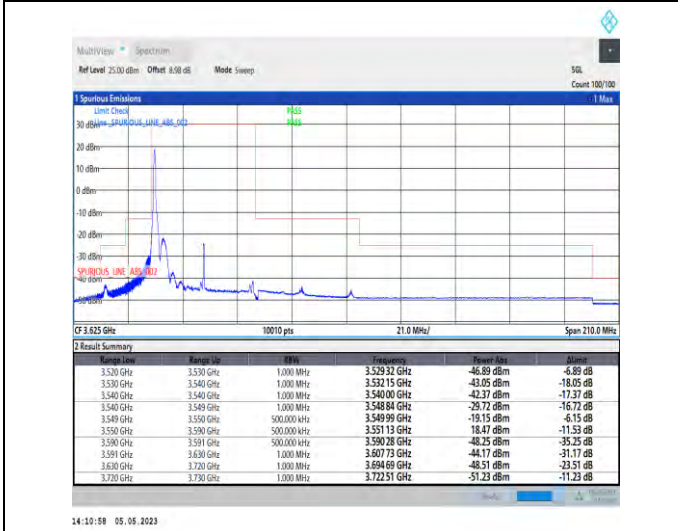 MultiView Spectrum
Ref Level 25.00 dBm Offset 8.98 dB Mode Sweep SGL
Count 100/100
1 Spurious Emissions 1 Max
Limit Check PASS
30 dBm Line _SPURIOUS_LINE_ABS_002 PASS
20 dBm
10 dBm
0 dBm
-10 dBm
-20 dBm
-30 dBm
SPURIOUS_LINE_ABS_002
-40 dBm
-50 dBm
CF 3.625 GHz 10010 pts 21.0 MHz/ Span 210.0 MHz
2 Result Summary
Range Low Range Up RBW Frequency Power Abs ΔLimit
3.520 GHz 3.530 GHz 1.000 MHz 3.52932 GHz -46.89 dBm -6.89 dB
3.530 GHz 3.540 GHz 1.000 MHz 3.53215 GHz -43.05 dBm -18.05 dB
3.540 GHz 3.540 GHz 1.000 MHz 3.54000 GHz -42.37 dBm -17.37 dB
3.540 GHz 3.549 GHz 1.000 MHz 3.54884 GHz -29.72 dBm -16.72 dB
3.549 GHz 3.550 GHz 500.000 kHz 3.54999 GHz -19.15 dBm -6.15 dB
3.550 GHz 3.590 GHz 500.000 kHz 3.55113 GHz 18.47 dBm -11.53 dB
3.590 GHz 3.591 GHz 500.000 kHz 3.59028 GHz -48.25 dBm -35.25 dB
3.591 GHz 3.630 GHz 1.000 MHz 3.60773 GHz -44.17 dBm -31.17 dB
3.630 GHz 3.720 GHz 1.000 MHz 3.69469 GHz -48.51 dBm -23.51 dB
3.720 GHz 3.730 GHz 1.000 MHz 3.72251 GHz -51.23 dBm -11.23 dB
Ready
14:10:58 05.05.2023